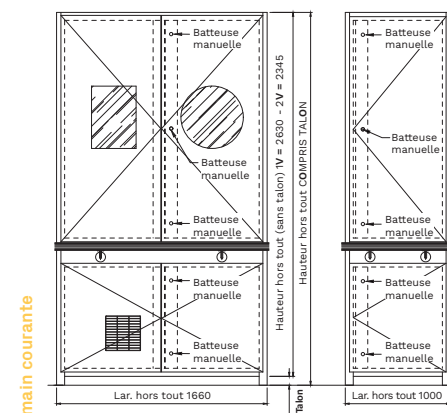 Batteuse
manuelle
Batteuse
manuelle
Batteuse
manuelle
Batteuse
manuelle
Batteuse
manuelle
Hauteur hors tout (sans talon) 1V = 2630 - 2V = 2345
Hauteur hors tout COMPRIS TALON
Batteuse
manuelle
Batteuse
manuelle
Batteuse
manuelle
Batteuse
manuelle
Batteuse
manuelle
main courante
Lar. hors tout 1660
Talon
Lar. hors tout 1000